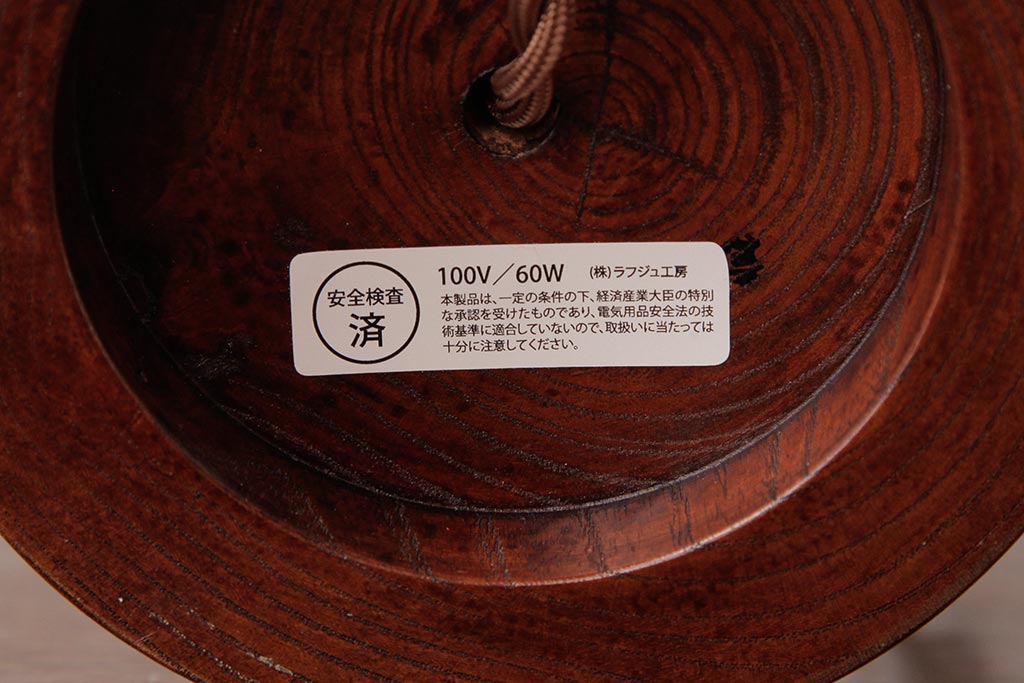 安全検査
済
100V／60W (株)ラフジュ工房
本製品は、一定の条件の下、経済産業大臣の特別
な承認を受けたものであり、電気用品安全法の技
術基準に適合していないので、取扱いに当たっては
十分に注意してください。